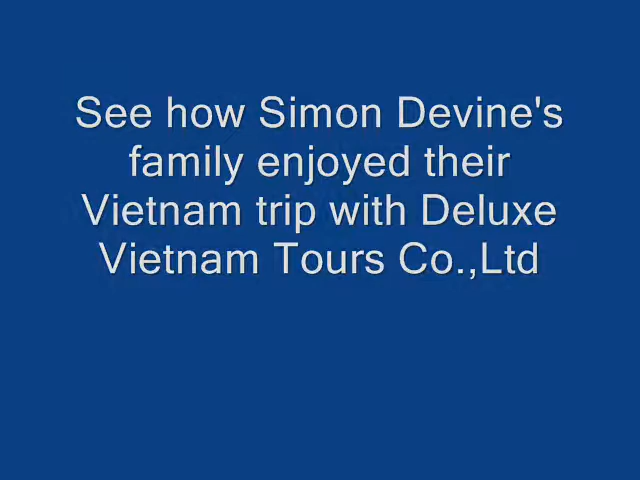 See how Simon Devine's
family enjoyed their
Vietnam trip with Deluxe
Vietnam Tours Co.,Ltd